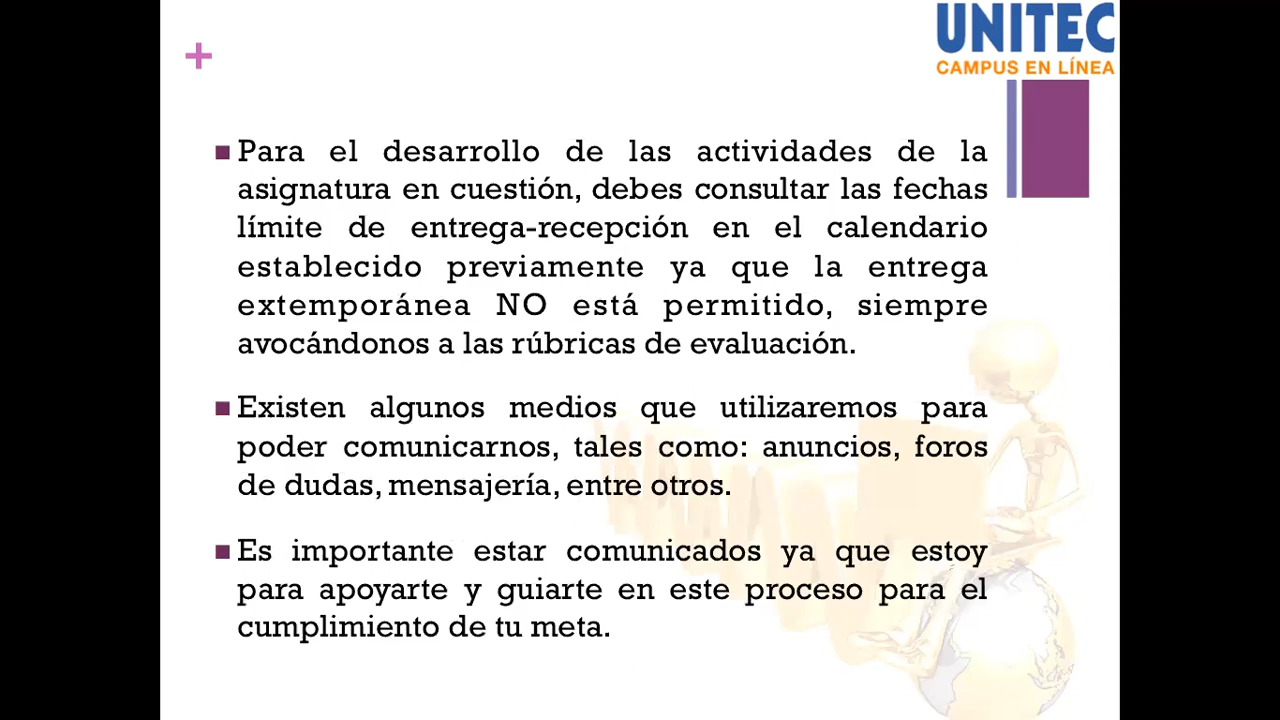 UNITEC
CAMPUS EN LÍNEA
+
Para el desarrollo de las actividades de la
asignatura en cuestión, debes consultar las fechas
límite de entrega-recepción en el calendario
establecido previamente ya que la entrega
extemporánea NO está permitido, siempre
avocándonos a las rúbricas de evaluación.
Existen algunos medios que utilizaremos para
poder comunicarnos, tales como: anuncios, foros
de dudas, mensajería, entre otros.
Es importante estar comunicados ya que estoy
para apoyarte y guiarte en este proceso para el
cumplimiento de tu meta.